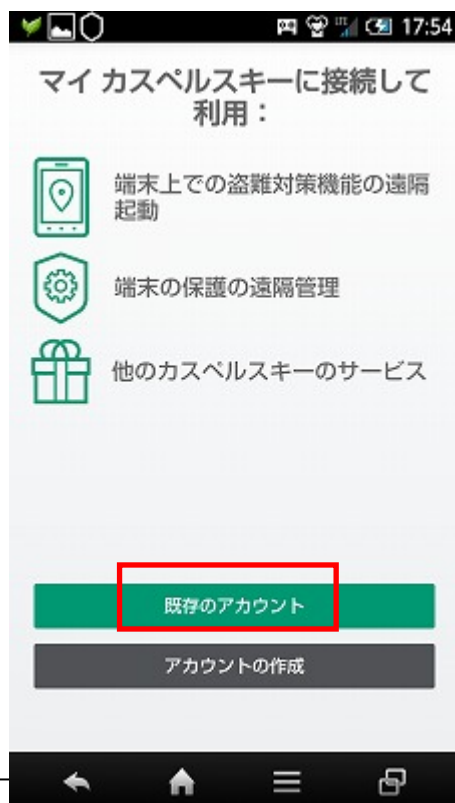 17:54
マイ カスペルスキーに接続して
利用：
端末上での盗難対策機能の遠隔
起動
端末の保護の遠隔管理
他のカスペルスキーのサービス
既存のアカウント
アカウントの作成